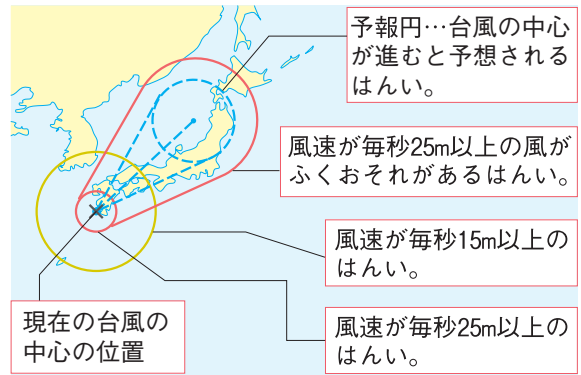 予報円…台風の中心
が進むと予想される
はんい。
風速が毎秒25m以上の風が
ふくおそれがあるはんい。
風速が毎秒15m以上の
はんい。
現在の台風の
中心の位置
風速が毎秒25m以上の
はんい。